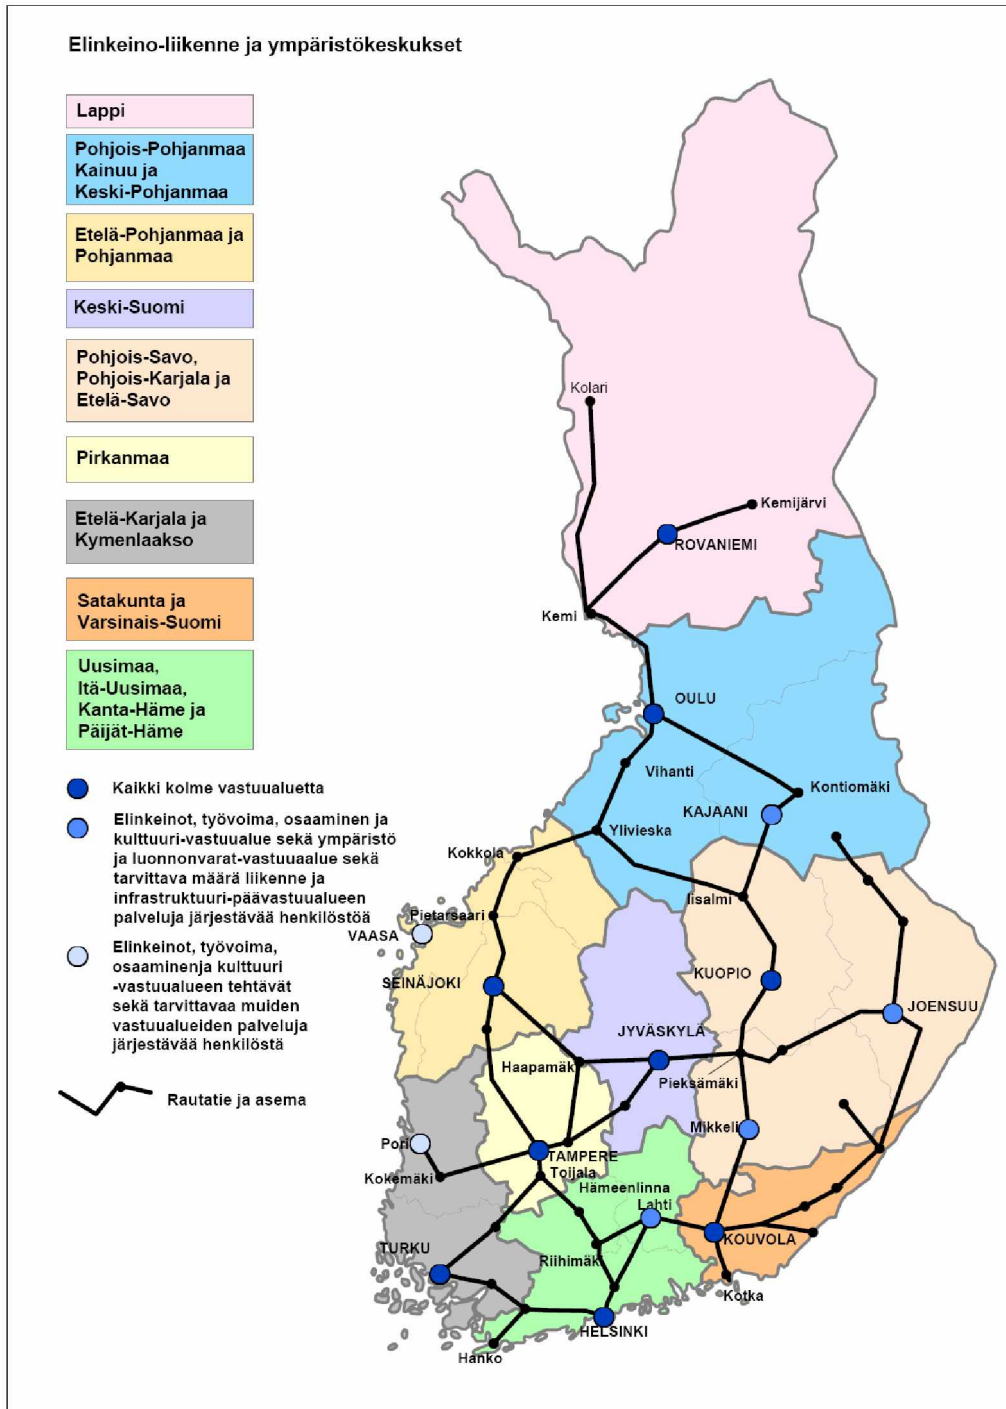 Elinkeino-liikenne ja ympäristökeskukset
Lappi
Pohjois-Pohjanmaa
Kainuu ja
Keski-Pohjanmaa
Etelä-Pohjanmaa ja
Pohjanmaa
Keski-Suomi
Pohjois-Savo,
Pohjois-Karjala ja
Etelä-Savo
Pirkanmaa
Etelä-Karjala ja
Kymenlaakso
Satakunta ja
Varsinais-Suomi
Uusimaa,
Itä-Uusimaa,
Kanta-Häme ja
Päijät-Häme
Kaikki kolme vastuualuetta
Elinkeinot, työvoima, osaaminen ja
kulttuuri-vastuualue sekä ympäristö
ja luonnonvarat-vastuuaalue sekä
tarvittava määrä liikenne ja
infrastruktuuri-päävastuualueen
palveluja järjestävää henkilöstöä
Elinkeinot, työvoima,
osaaminenja kulttuuri
-vastuualueen tehtävät
sekä tarvittavaa muiden
vastuualueiden palveluja
järjestävää henkilöstä
Rautatie ja asema
Kolari
Kemijärvi
ROVANIEMI
Kemi
OULU
Vihanti
Kontiomäki
KAJAANI
Ylivieska
Kokkola
Iisalmi
Pietarsaari
VAASA
KUOPIO
SEINÄJOKI
JOENSUU
JYVÄSKYLÄ
Haapamäki
Pieksämäki
Mikkeli
Pori
TAMPERE
Toijala
Kokemäki
Hämeenlinna
Lahti
KOUVOLA
TURKU
Riihimäki
Kotka
HELSINKI
Hanko